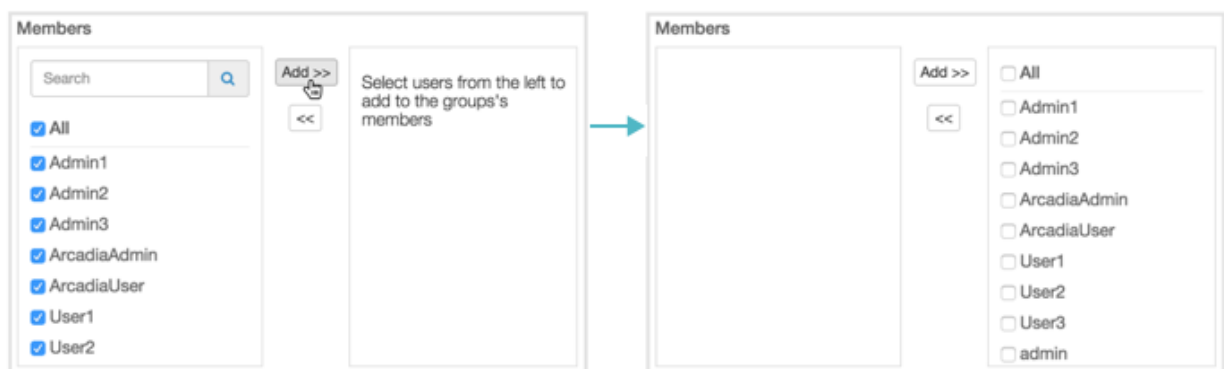 Members
Search
All
Admin1
Admin2
Admin3
ArcadiaAdmin
ArcadiaUser
User1
User2
Add >>
<<
Select users from the left to
add to the groups's
members
Members
Add >>
<<
All
Admin1
Admin2
Admin3
ArcadiaAdmin
ArcadiaUser
User1
User2
User3
admin